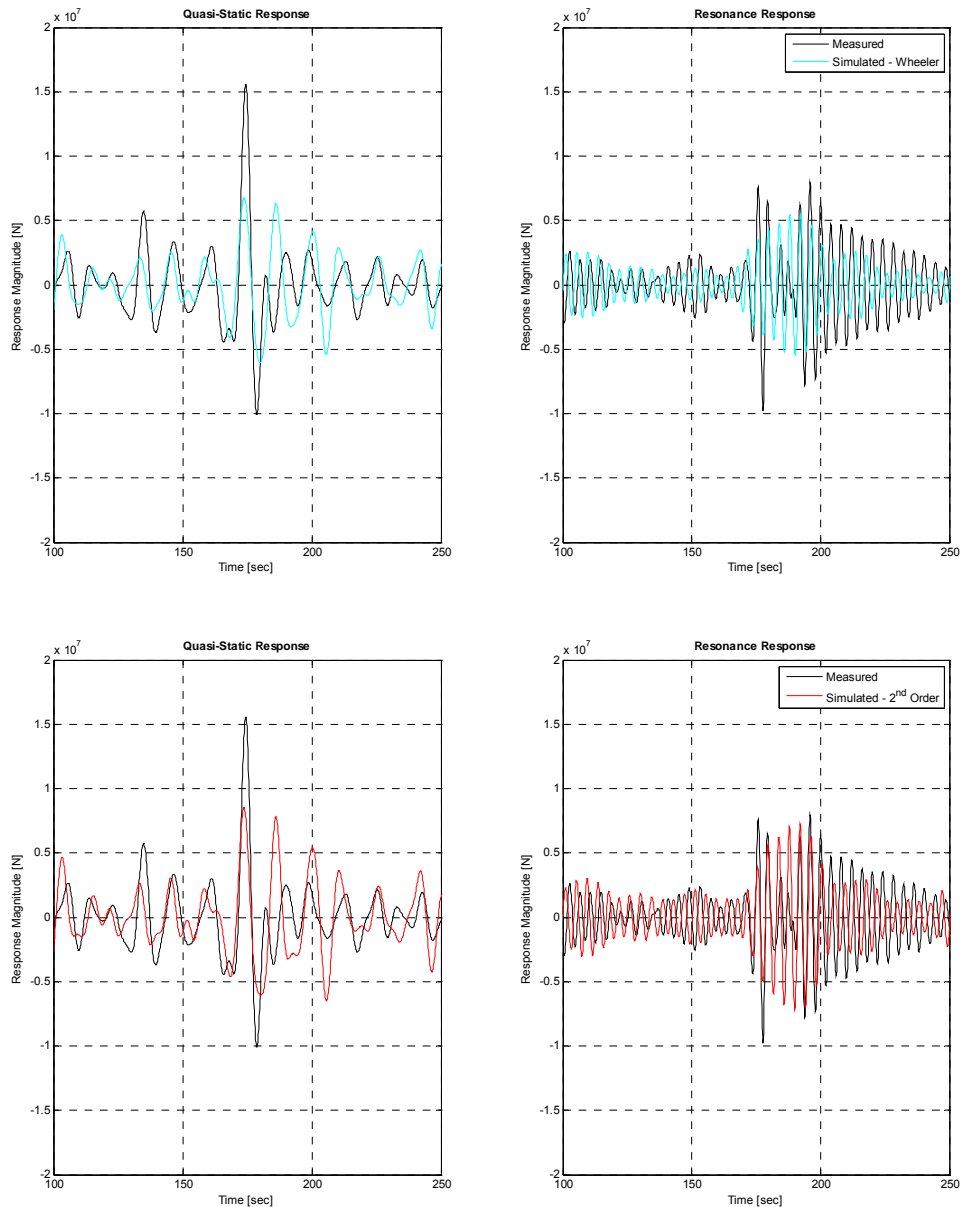 Quasi-Static Response
x 10^7
2
1.5
1
0.5
0
-0.5
-1
-1.5
-2
Response Magnitude [N]
100
150
200
250
Time [sec]
Resonance Response
x 10^7
Measured
Simulated - Wheeler
2
1.5
1
0.5
0
-0.5
-1
-1.5
-2
Response Magnitude [N]
100
150
200
250
Time [sec]
Quasi-Static Response
x 10^7
2
1.5
1
0.5
0
-0.5
-1
-1.5
-2
Response Magnitude [N]
100
150
200
250
Time [sec]
Resonance Response
x 10^7
Measured
Simulated - 2^nd Order
2
1.5
1
0.5
0
-0.5
-1
-1.5
-2
Response Magnitude [N]
100
150
200
250
Time [sec]